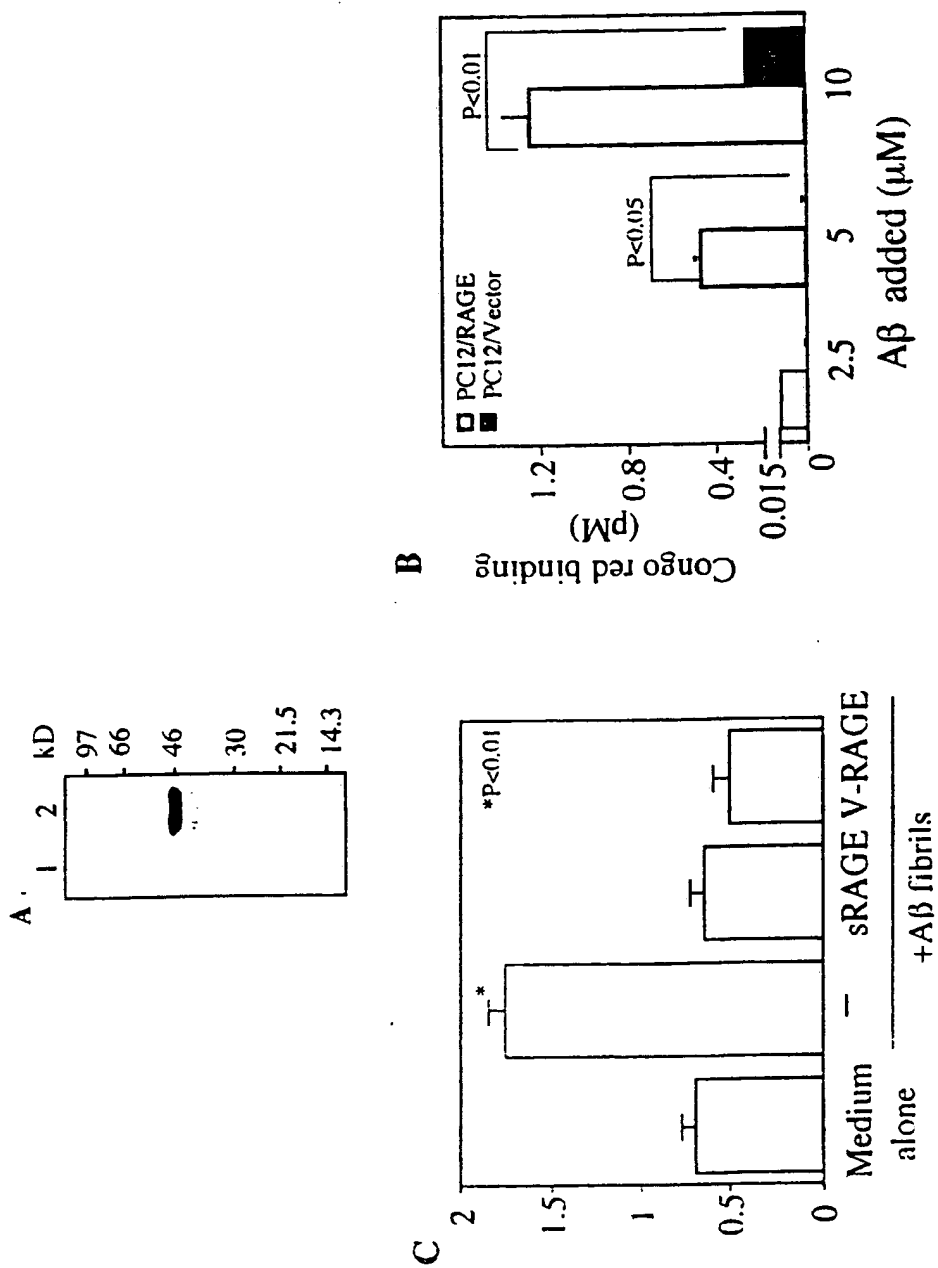 A
1 2 kD
97
66
46
30
21.5
14.3
B
Congo red binding
(pM)
1.2
0.8
0.4
0.015
0
PC12/RAGE
PC12/Vector
P<0.05
P<0.01
2.5 5 10
Aβ added (μM)
C
2
1.5
1
0.5
0
*
*P<0.01
Medium alone
– sRAGE V-RAGE
+Aβ fibrils